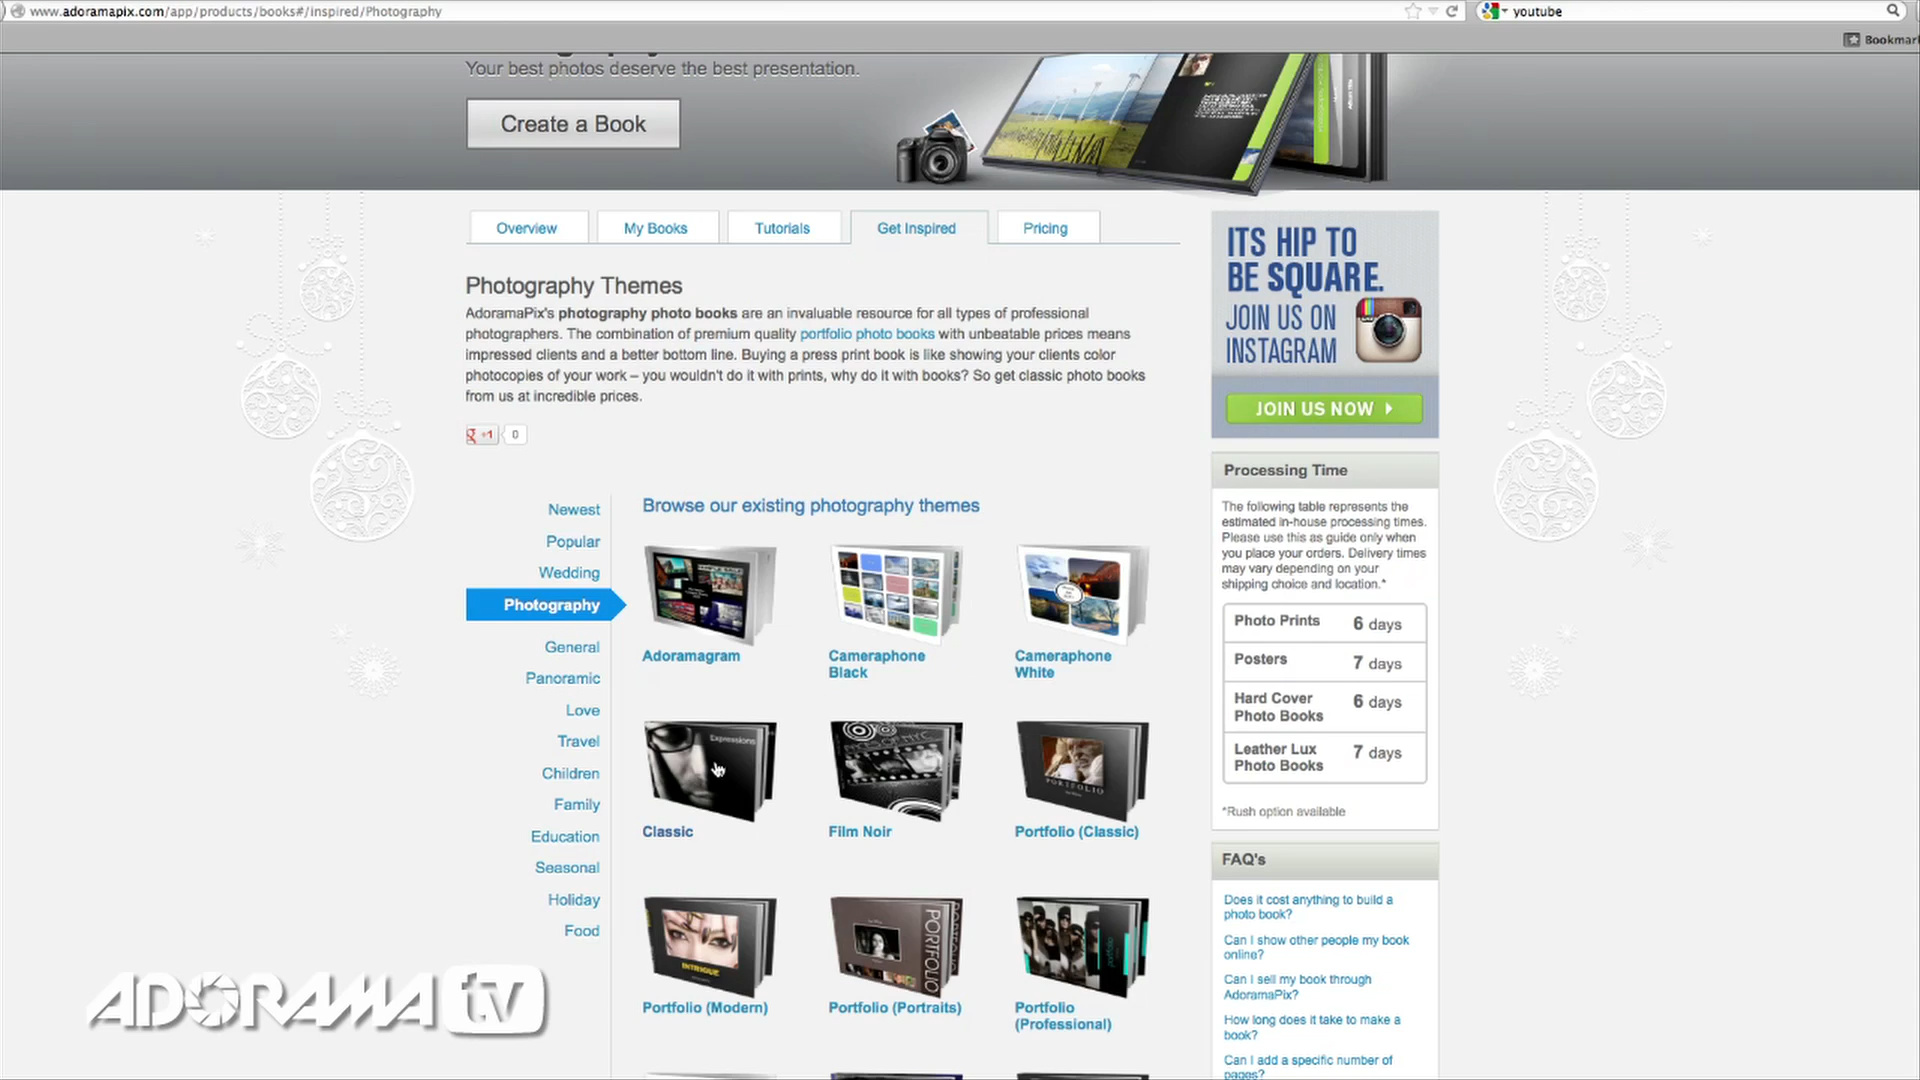 www.adoramapix.com/app/products/books#/inspired/Photography
youtube
Bookmar
Your best photos deserve the best presentation.
Create a Book
Overview
My Books
Tutorials
Get Inspired
Pricing
Photography Themes
AdoramaPix's photography photo books are an invaluable resource for all types of professional
photographers. The combination of premium quality portfolio photo books with unbeatable prices means
impressed clients and a better bottom line. Buying a press print book is like showing your clients color
photocopies of your work – you wouldn't do it with prints, why do it with books? So get classic photo books
from us at incredible prices.
g +1
0
ITS HIP TO
BE SQUARE.
JOIN US ON
INSTAGRAM
JOIN US NOW
Newest
Popular
Wedding
Photography
General
Panoramic
Love
Travel
Children
Family
Education
Seasonal
Holiday
Food
Browse our existing photography themes
Adoramagram
Cameraphone
Black
Cameraphone
White
Expressions
Classic
Film Noir
PORTFOLIO
Portfolio (Classic)
INTRIGUE
Portfolio (Modern)
PORTFOLIO
Portfolio (Portraits)
Portfolio
(Professional)
Processing Time
The following table represents the
estimated in-house processing times.
Please use this as guide only when
you place your orders. Delivery times
may vary depending on your
shipping choice and location.*
Photo Prints 6 days
Posters 7 days
Hard Cover
Photo Books 6 days
Leather Lux
Photo Books 7 days
*Rush option available
FAQ's
Does it cost anything to build a
photo book?
Can I show other people my book
online?
Can I sell my book through
AdoramaPix?
How long does it take to make a
book?
Can I add a specific number of
pages?
ADORAMA tv